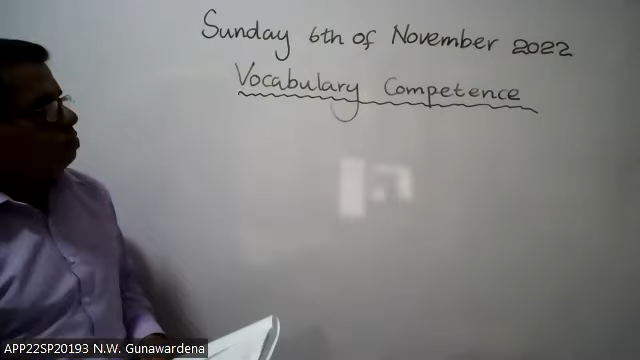 Sunday 6th of November 2022
Vocabulary Competence
APP22SP20193 N.W. Gunawardena